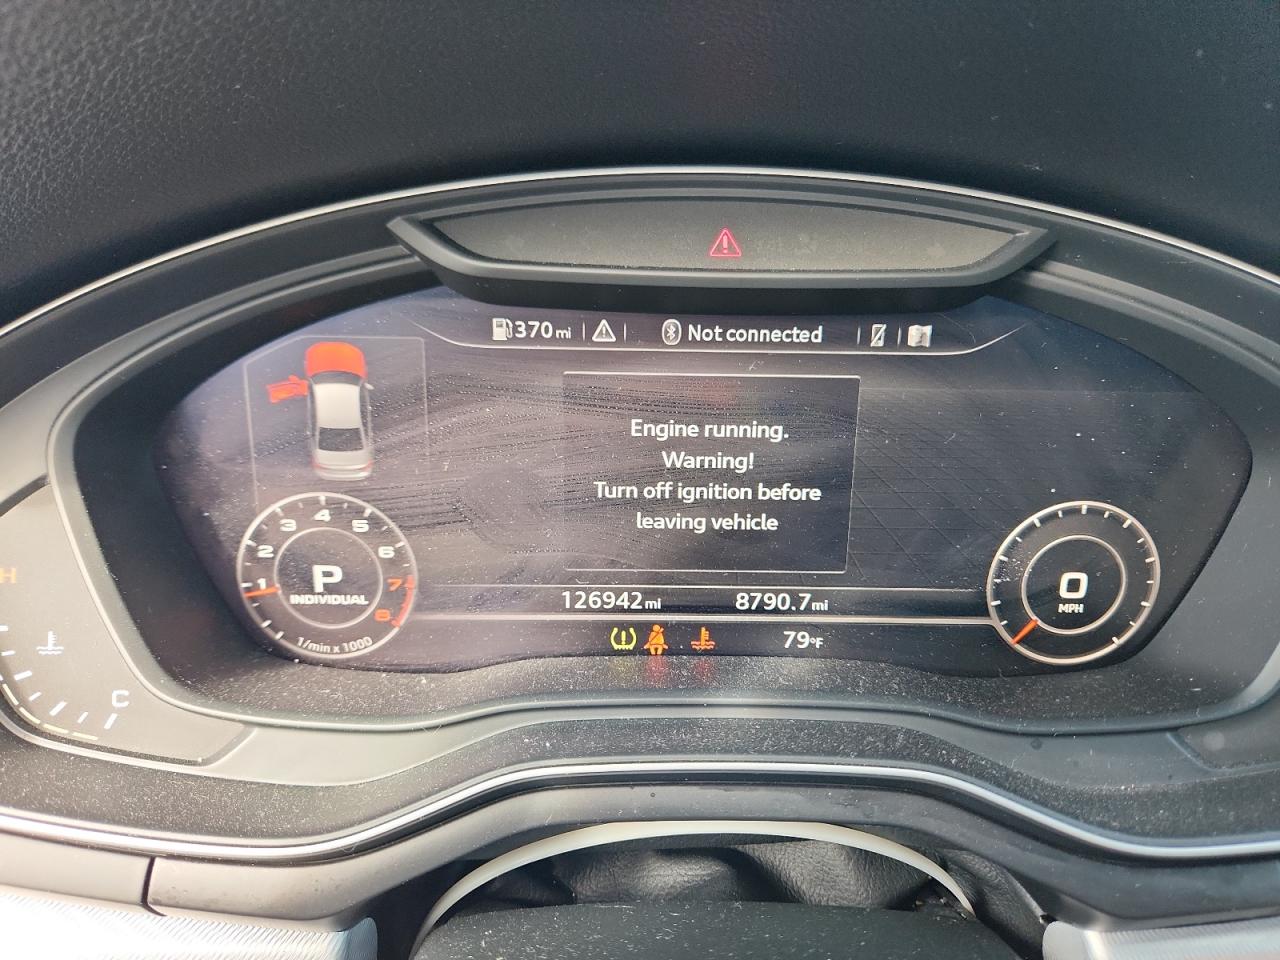 370 mi
Not connected
Engine running.
Warning!
Turn off ignition before
leaving vehicle
1 2 3 4 5 6 7 8
P
INDIVIDUAL
1/min x 1000
0
MPH
126942 mi
8790.7 mi
79°F
H
C